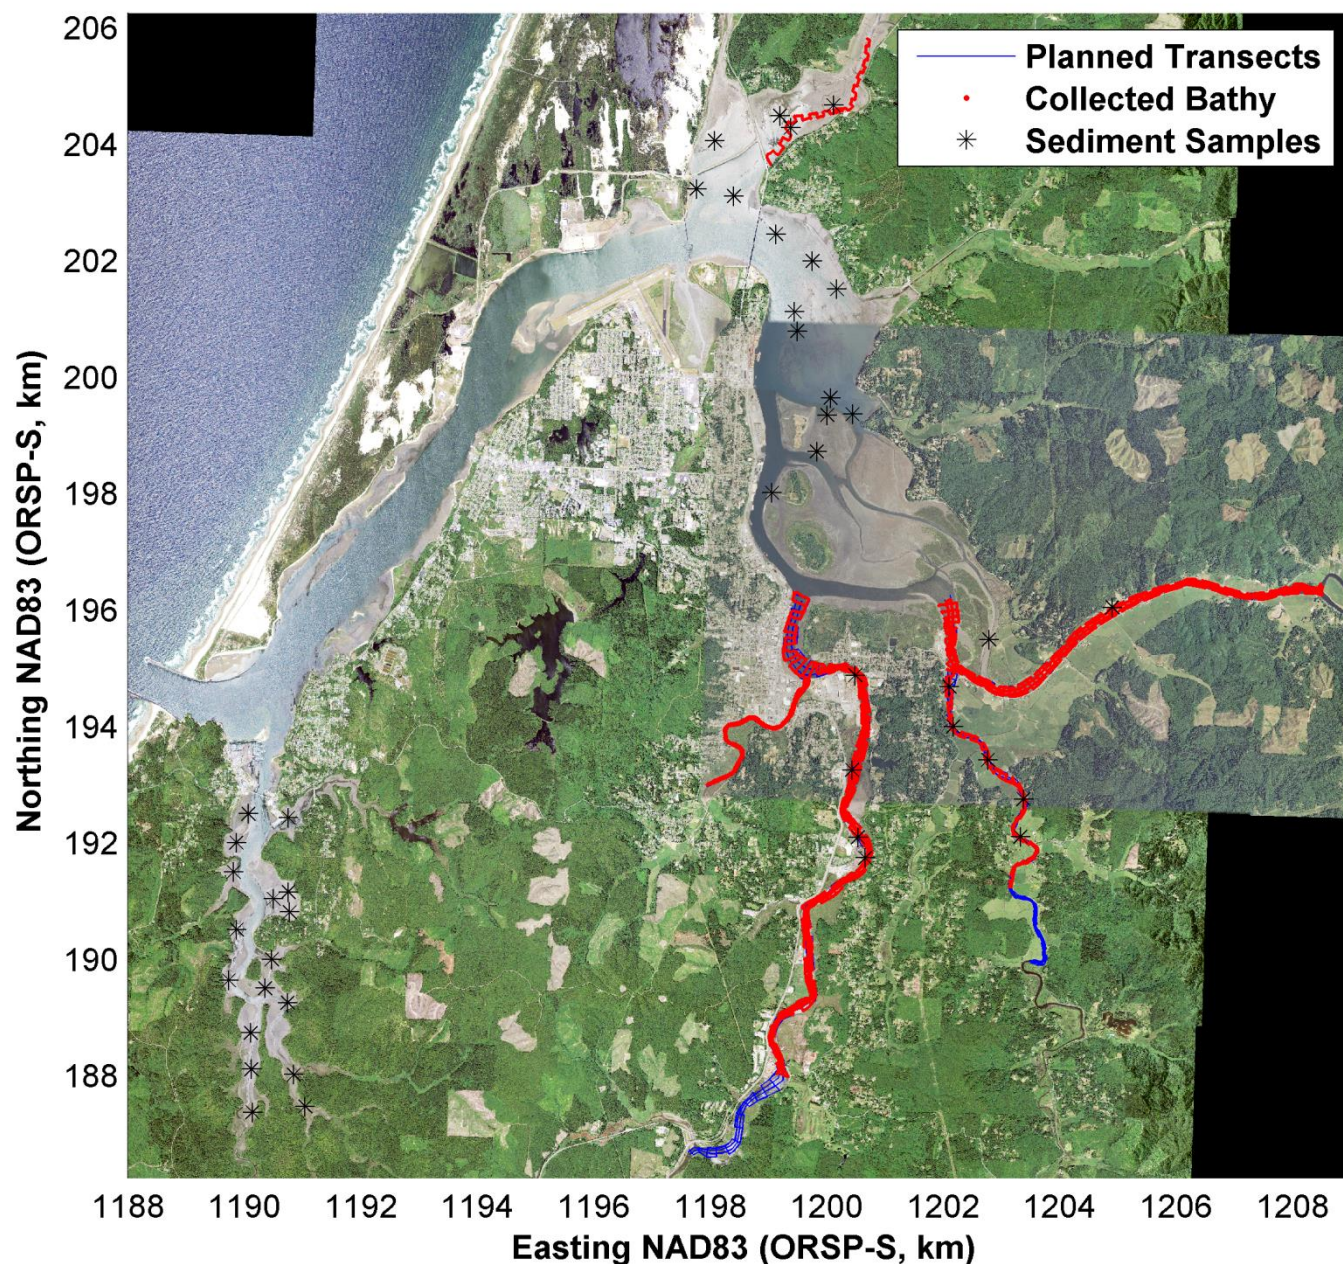 Planned Transects
Collected Bathy
Sediment Samples
206
204
202
200
198
196
194
192
190
188
Northing NAD83 (ORSP-S, km)
1188 1190 1192 1194 1196 1198 1200 1202 1204 1206 1208
Easting NAD83 (ORSP-S, km)